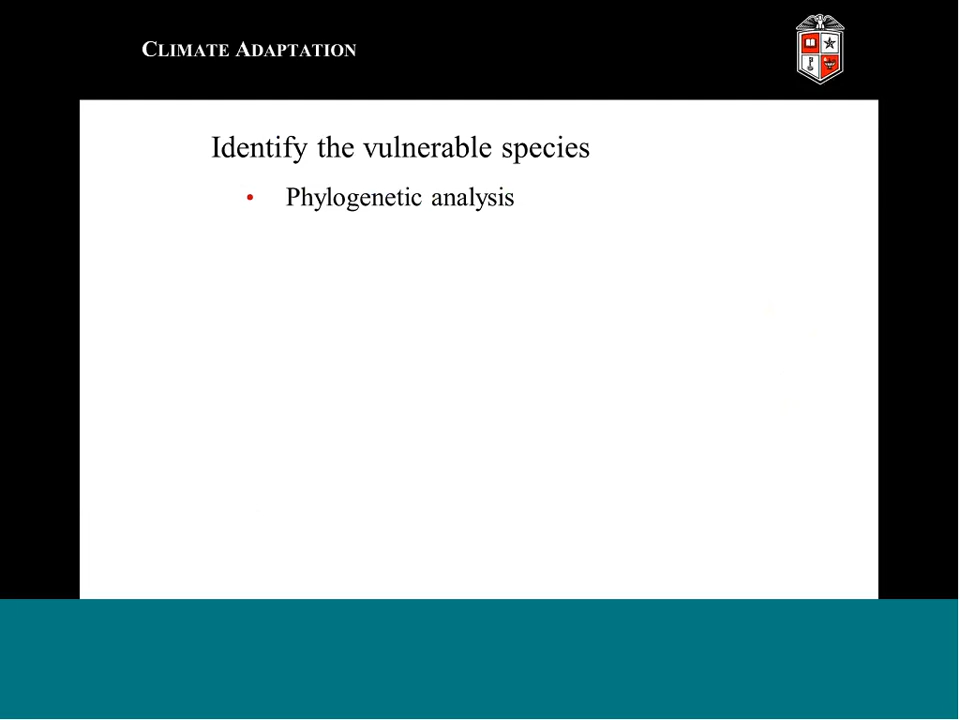 CLIMATE ADAPTATION
Identify the vulnerable species
• Phylogenetic analysis